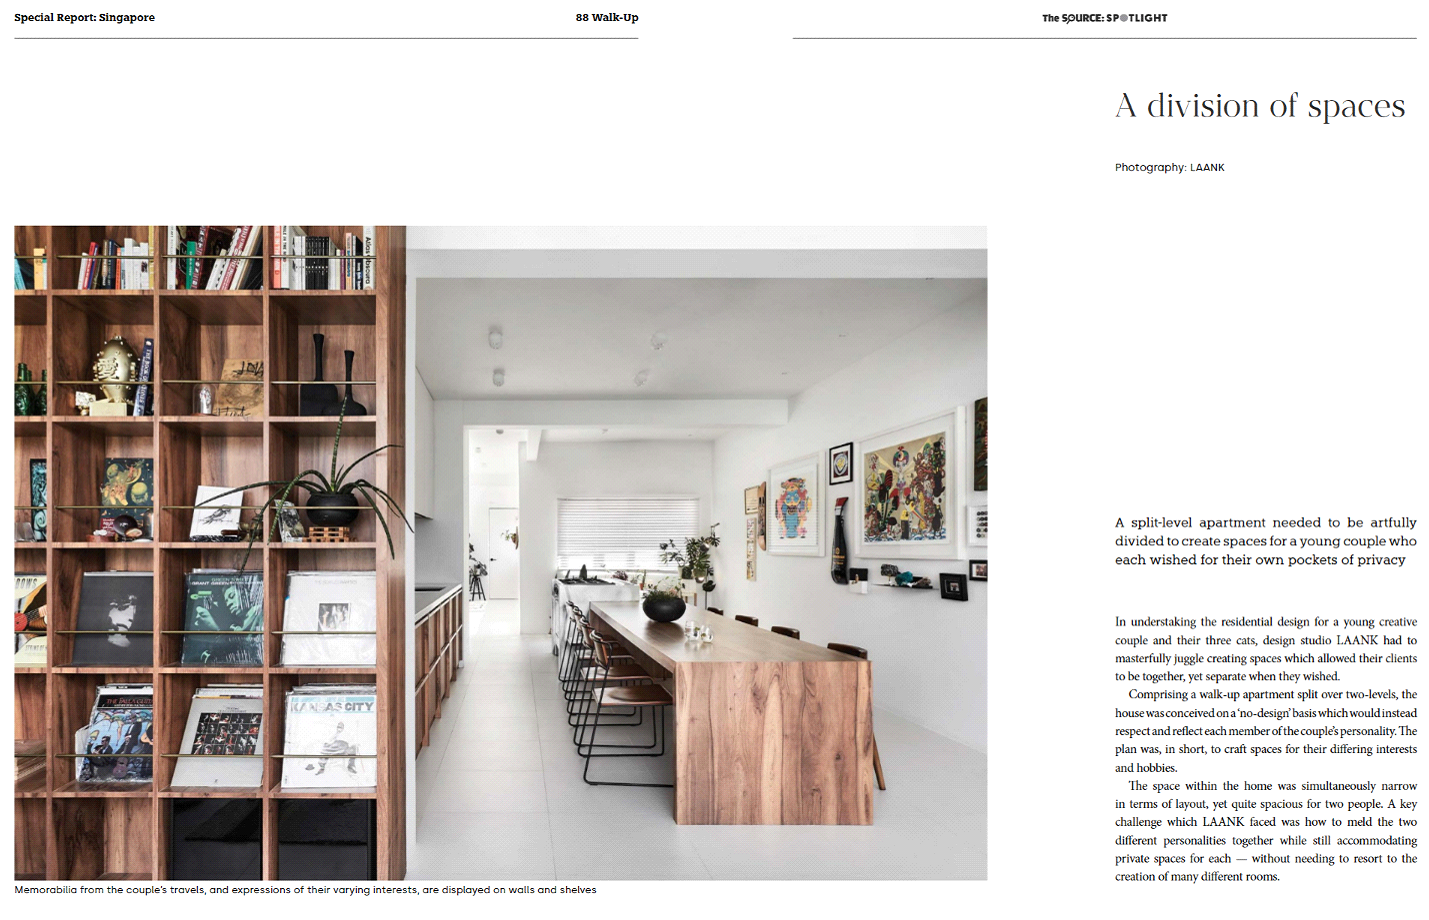 Special Report: Singapore
88 Walk-Up
The SOURCE: SPOTLIGHT
A division of spaces
Photography: LAANK
Atlas Obscura
GRANT GREEN
KANSAS CITY
A split-level apartment needed to be artfully
divided to create spaces for a young couple who
each wished for their own pockets of privacy
In understaking the residential design for a young creative
couple and their three cats, design studio LAANK had to
masterfully juggle creating spaces which allowed their clients
to be together, yet separate when they wished.
Comprising a walk-up apartment split over two-levels, the
house was conceived on a ‘no-design’ basis which would instead
respect and reflect each member of the couple’s personality. The
plan was, in short, to craft spaces for their differing interests
and hobbies.
The space within the home was simultaneously narrow
in terms of layout, yet quite spacious for two people. A key
challenge which LAANK faced was how to meld the two
different personalities together while still accommodating
private spaces for each — without needing to resort to the
creation of many different rooms.
Memorabilia from the couple’s travels, and expressions of their varying interests, are displayed on walls and shelves